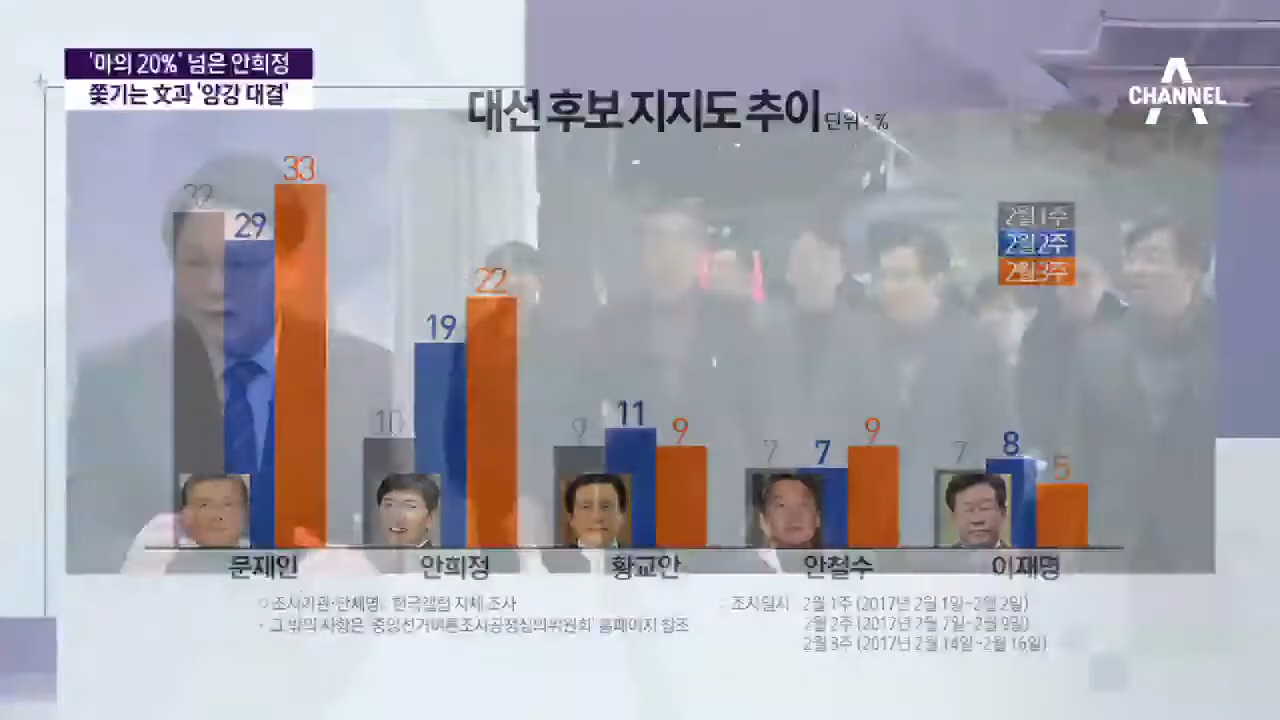 '마의 20%' 넘은 안희정
쫓기는 文과 '양강 대결'
CHANNEL A
대선 후보 지지도 추이 단위 : %
2월 1주
2월 2주
2월 3주
32 29 33
10 19 22
9 11 9
7 7 9
7 8 5
문재인 안희정 황교안 안철수 이재명
조사기관·단체명 : 한국갤럽 자체 조사
그 밖의 사항은 '중앙선거여론조사공정심의위원회' 홈페이지 참조
조사일시 2월 1주 (2017년 2월 1일~2월 2일)
2월 2주 (2017년 2월 7일~2월 9일)
2월 3주 (2017년 2월 14일~2월 16일)